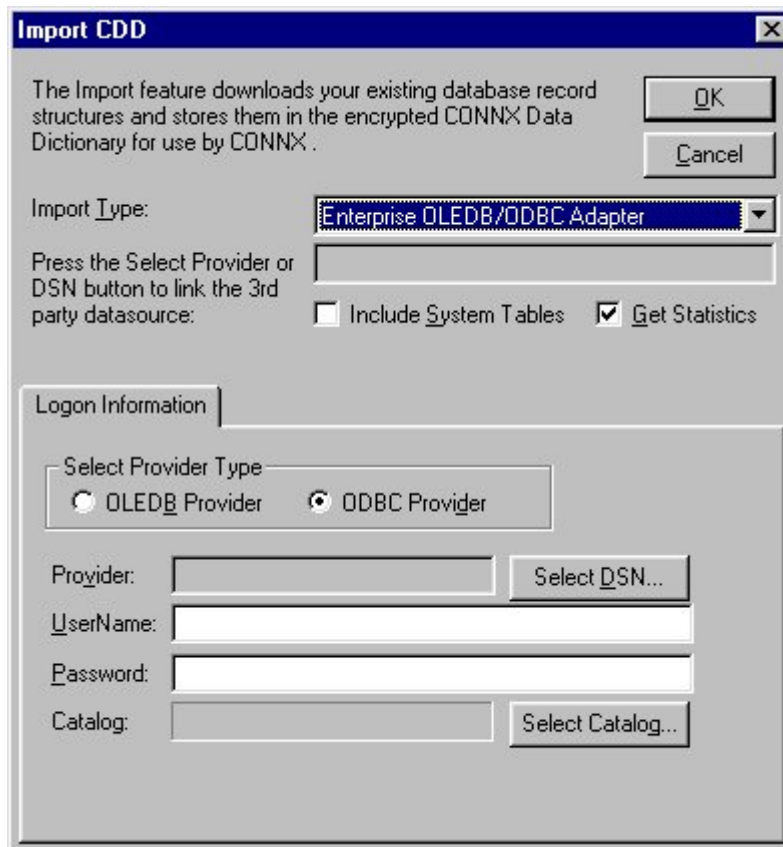 Import CDD
The Import feature downloads your existing database record
structures and stores them in the encrypted CONNX Data
Dictionary for use by CONNX .
OK
Cancel
Import Type:
Enterprise OLEDB/ODBC Adapter
Press the Select Provider or
DSN button to link the 3rd
party datasource:
Include System Tables
Get Statistics
Logon Information
Select Provider Type
OLEDB Provider
ODBC Provider
Provider:
Select DSN...
UserName:
Password:
Catalog:
Select Catalog...